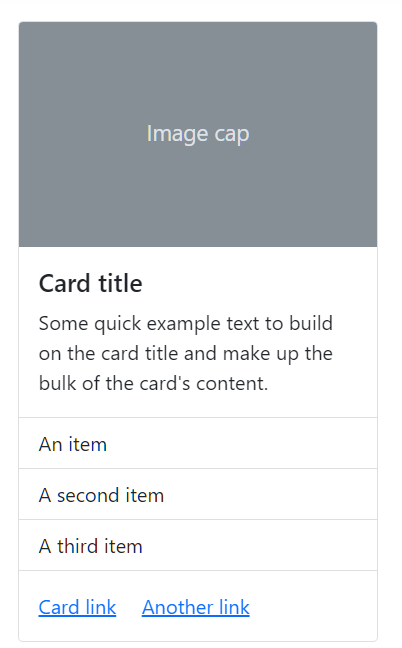 Image cap
Card title
Some quick example text to build
on the card title and make up the
bulk of the card's content.
An item
A second item
A third item
Card link Another link